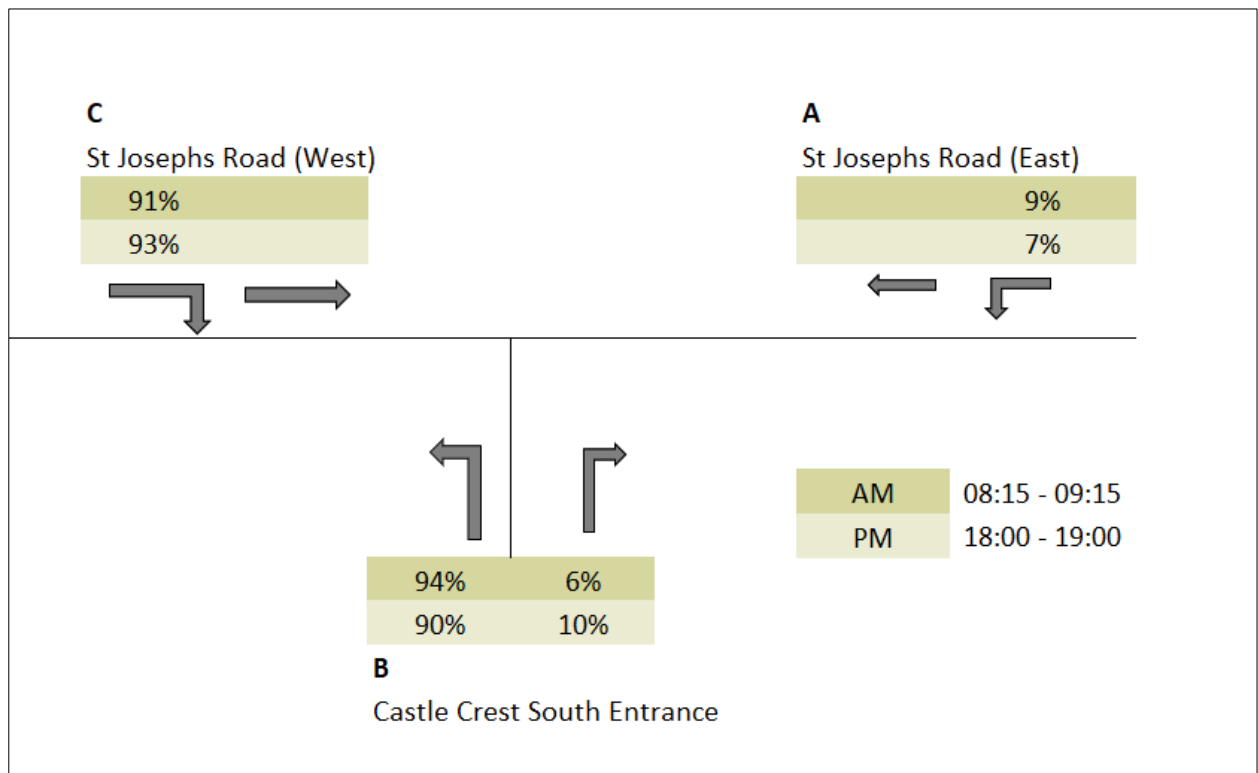 C
St Josephs Road (West)
91%
93%
A
St Josephs Road (East)
9%
7%
AM 08:15 - 09:15
PM 18:00 - 19:00
94% 6%
90% 10%
B
Castle Crest South Entrance